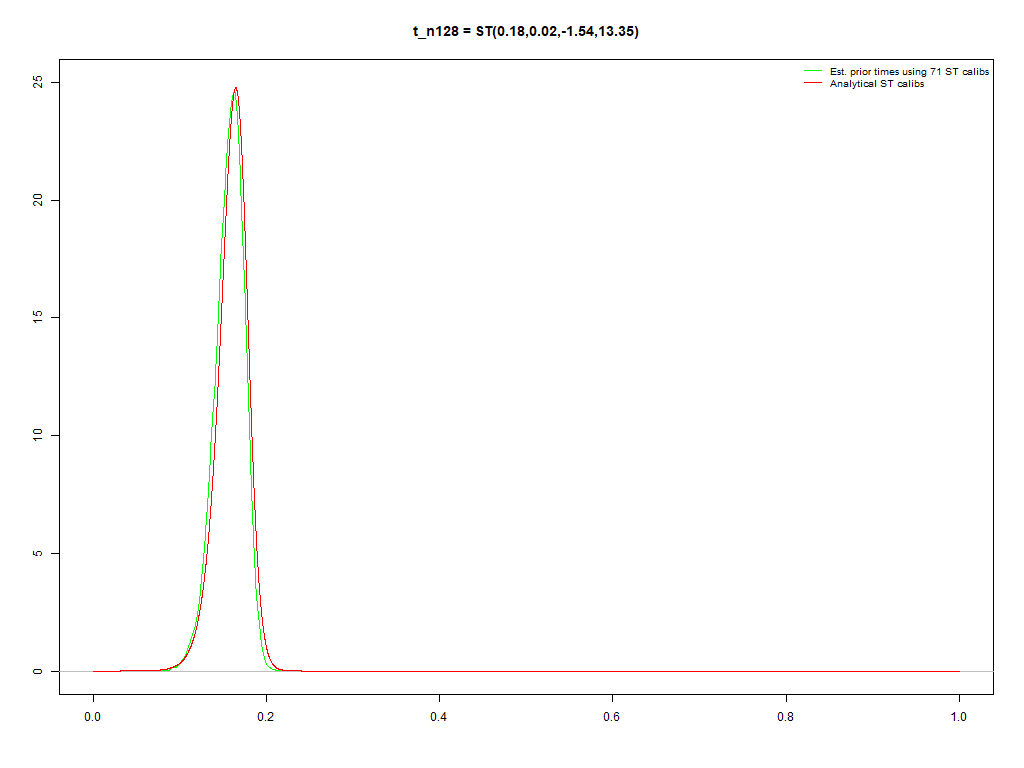 t_n128 = ST(0.18,0.02,-1.54,13.35)
Est. prior times using 71 ST calibs
Analytical ST calibs
25
20
15
10
5
0
0.0 0.2 0.4 0.6 0.8 1.0